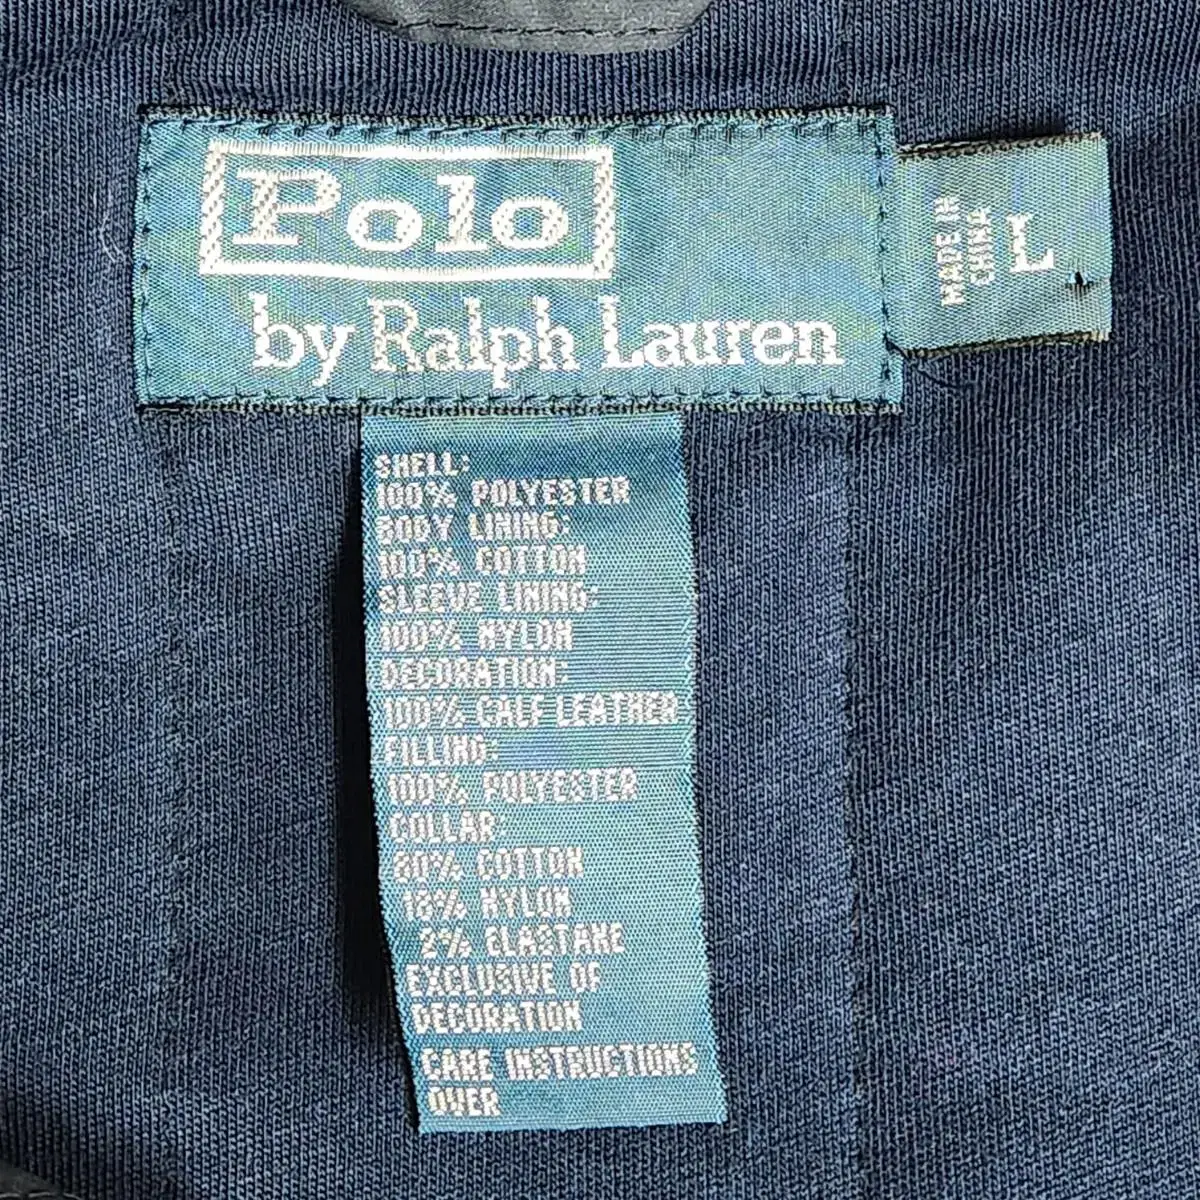 Polo
by Ralph Lauren
MADE IN
CHINA
L
SHELL:
100% POLYESTER
BODY LINING:
100% COTTON
SLEEVE LINING:
100% NYLON
DECORATION:
100% CALF LEATHER
FILLING:
100% POLYESTER
COLLAR:
80% COTTON
18% NYLON
2% ELASTANE
EXCLUSIVE OF
DECORATION
CARE INSTRUCTIONS
OVER